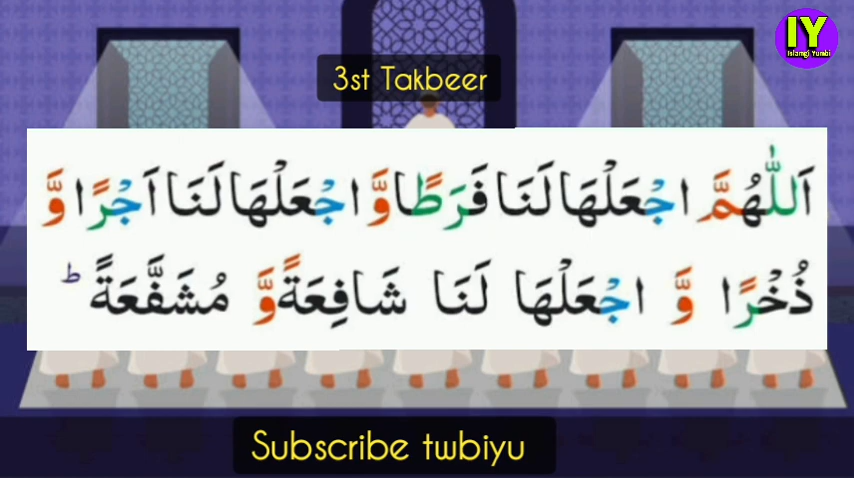 IY
Islamgi Yumbi
3st Takbeer
اَللّٰهُمَّ اجْعَلْهَا لَنَا فَرَطًا وَّ اجْعَلْهَا لَنَا اَجْرًا وَّ
ذُخْرًا وَّ اجْعَلْهَا لَنَا شَافِعَةً وَّ مُشَفَّعَةً ؕ
Subscribe twbiyu